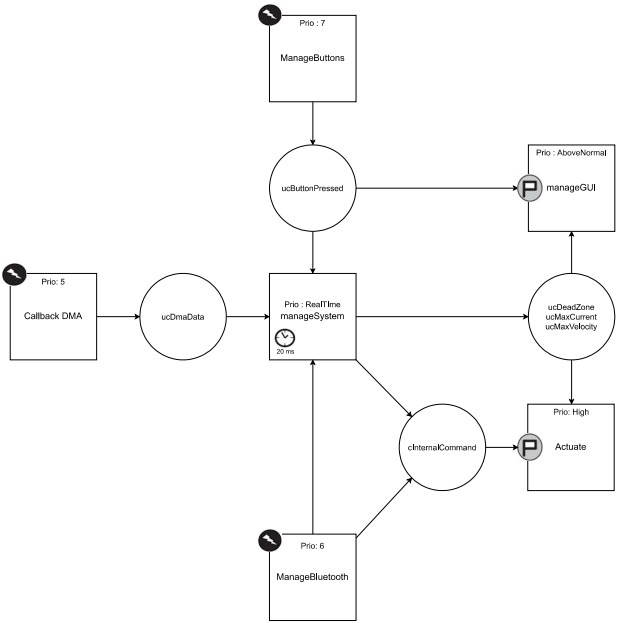 Prio : 7
ManageButtons
ucButtonPressed
Prio : AboveNormal
manageGUI
Prio: 5
Callback DMA
ucDmaData
Prio : RealTIme
manageSystem
20 ms
ucDeadZone
ucMaxCurrent
ucMaxVelocity
Prio: High
Actuate
cInternalCommand
Prio: 6
ManageBluetooth